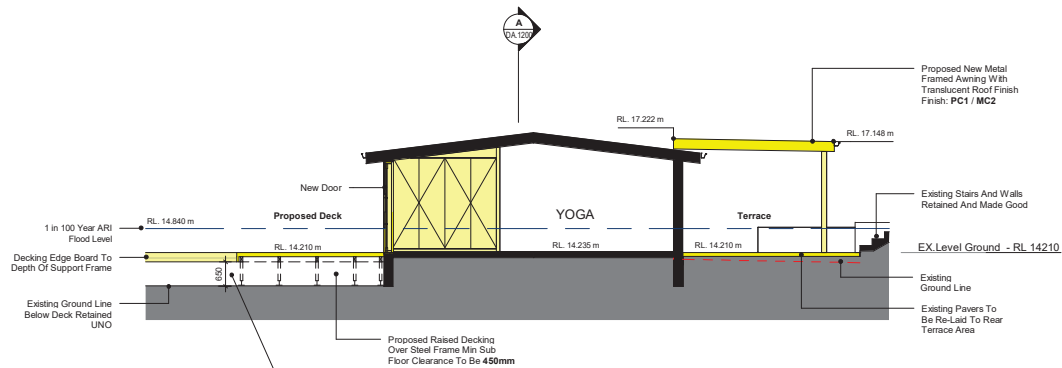 A
DA.1200
Proposed New Metal
Framed Awning With
Translucent Roof Finish
Finish: PC1 / MC2
RL. 17.222 m
RL. 17.148 m
New Door
Existing Stairs And Walls
Retained And Made Good
1 in 100 Year ARI
Flood Level
RL. 14.840 m
Proposed Deck
YOGA
Terrace
RL. 14.210 m
RL. 14.235 m
RL. 14.210 m
EX.Level Ground - RL 14210
Decking Edge Board To
Depth Of Support Frame
650
Existing
Ground Line
Existing Ground Line
Below Deck Retained
UNO
Existing Pavers To
Be Re-Laid To Rear
Terrace Area
Proposed Raised Decking
Over Steel Frame Min Sub
Floor Clearance To Be 450mm